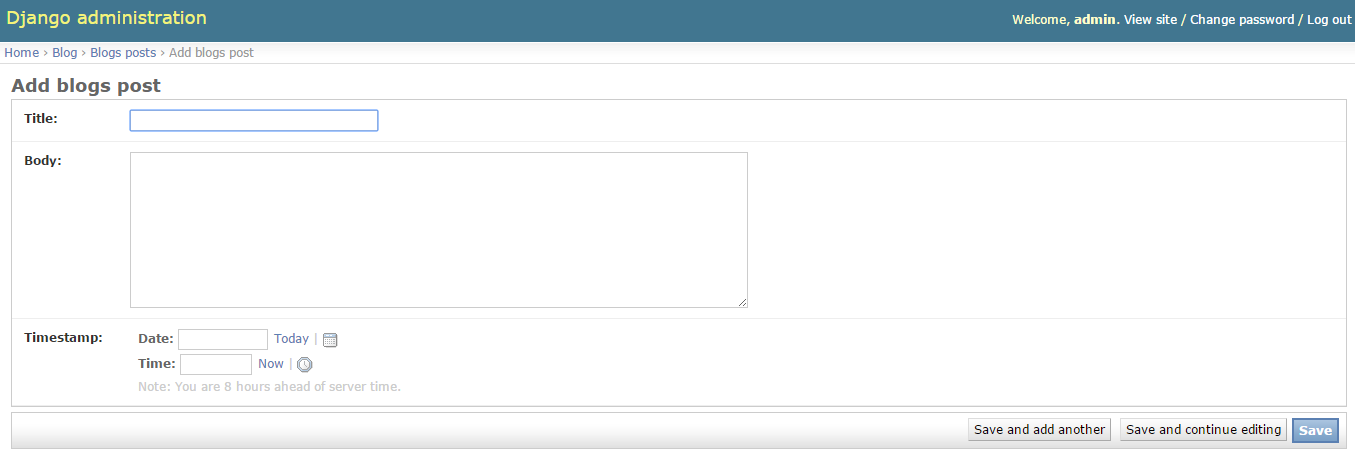 Django administration
Welcome, admin. View site / Change password / Log out
Home › Blog › Blogs posts › Add blogs post
Add blogs post
Title:
Body:
Timestamp:
Date: Today |
Time: Now |
Note: You are 8 hours ahead of server time.
Save and add another
Save and continue editing
Save